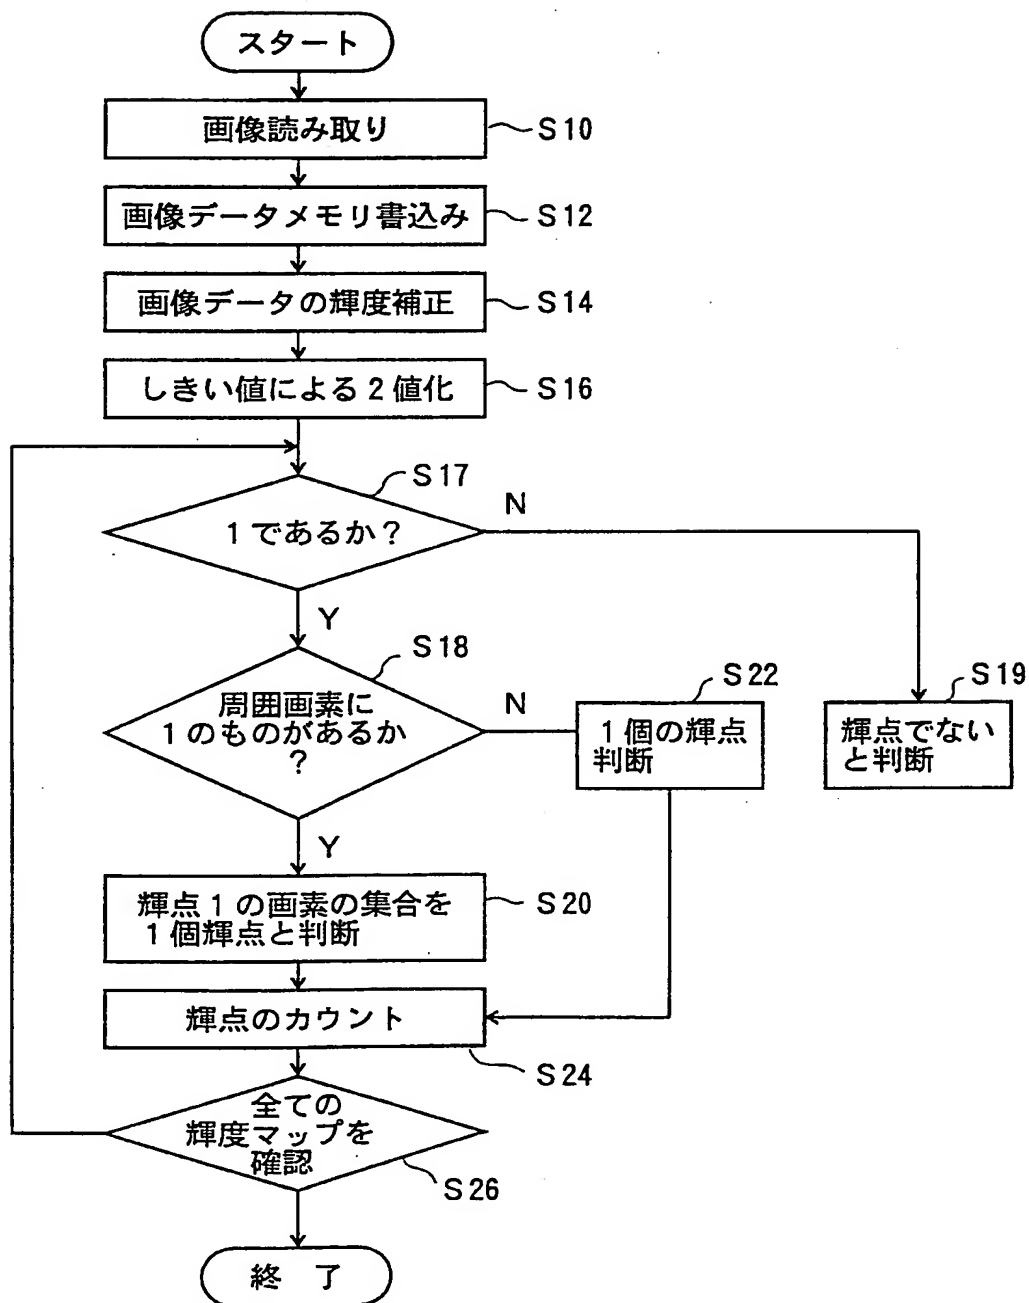 スタート
画像読み取り
S10
画像データメモリ書込み
S12
画像データの輝度補正
S14
しきい値による2値化
S16
S17
1であるか?
N
Y
S18
周囲画素に
1のものがあるか
?
N
S22
1個の輝点
判断
S19
輝点でない
と判断
Y
輝点1の画素の集合を
1個輝点と判断
S20
輝点のカウント
S24
全ての
輝度マップを
確認
S26
終 了